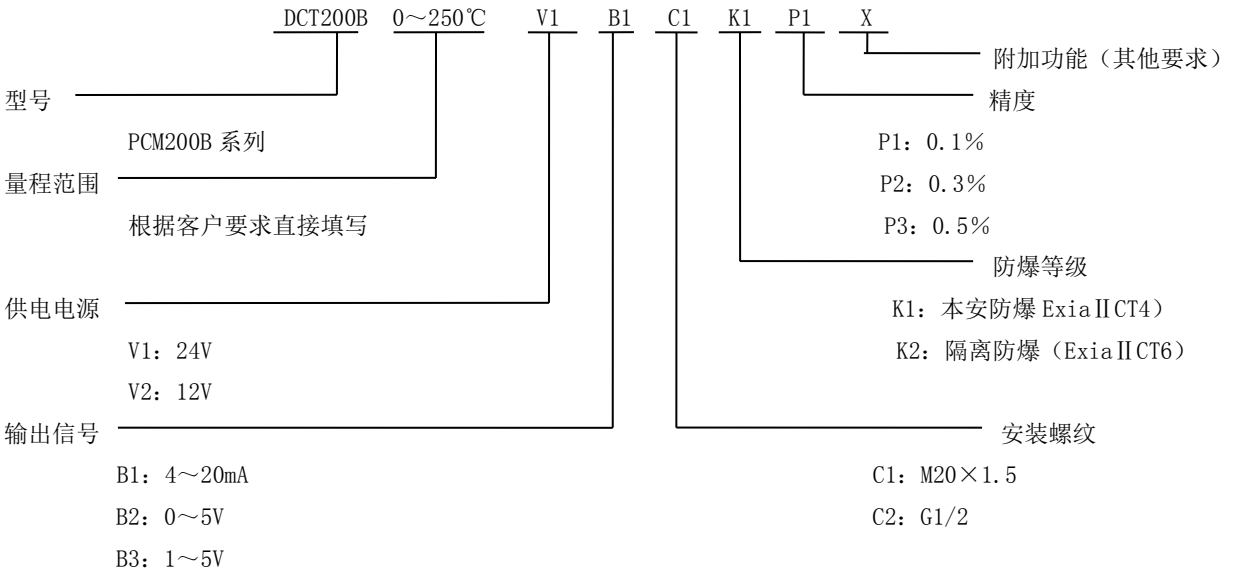 DCT200B 0～250℃ V1 B1 C1 K1 P1 X
附加功能（其他要求）
型号
精度
PCM200B 系列
P1：0.1％
量程范围
P2：0.3％
根据客户要求直接填写
P3：0.5％
防爆等级
供电电源
K1：本安防爆 ExiaⅡCT4）
V1：24V
K2：隔离防爆（ExiaⅡCT6）
V2：12V
输出信号
安装螺纹
B1：4～20mA
C1：M20×1.5
B2：0～5V
C2：G1/2
B3：1～5V